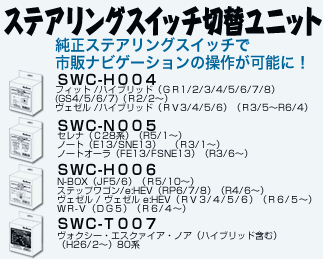 ステアリングスイッチ切替ユニット
純正ステアリングスイッチで
市販ナビゲーションの操作が可能に！
SWC-H004
フィット/ハイブリッド（GR1/2/3/4/5/6/7/8）
(GS4/5/6/7)（R2/2～）
ヴェゼル/ハイブリッド（RV3/4/5/6）（R3/5～R6/4）
SWC-N005
セレナ（C28系）（R5/1～）
ノート（E13/SNE13）　（R3/1～）
ノートオーラ（FE13/FSNE13）（R3/6～）
SWC-H006
N-BOX（JF5/6）（R5/10～）
ステップワゴン/e:HEV（RP6/7/8）（R4/6～）
ヴェゼル/ヴェゼルe:HEV（RV3/4/5/6）（R6/5～）
WR-V（DG5）（R6/4～）
SWC-T007
ヴォクシー・エスクァイア・ノア（ハイブリッド含む）
（H26/2～）80系